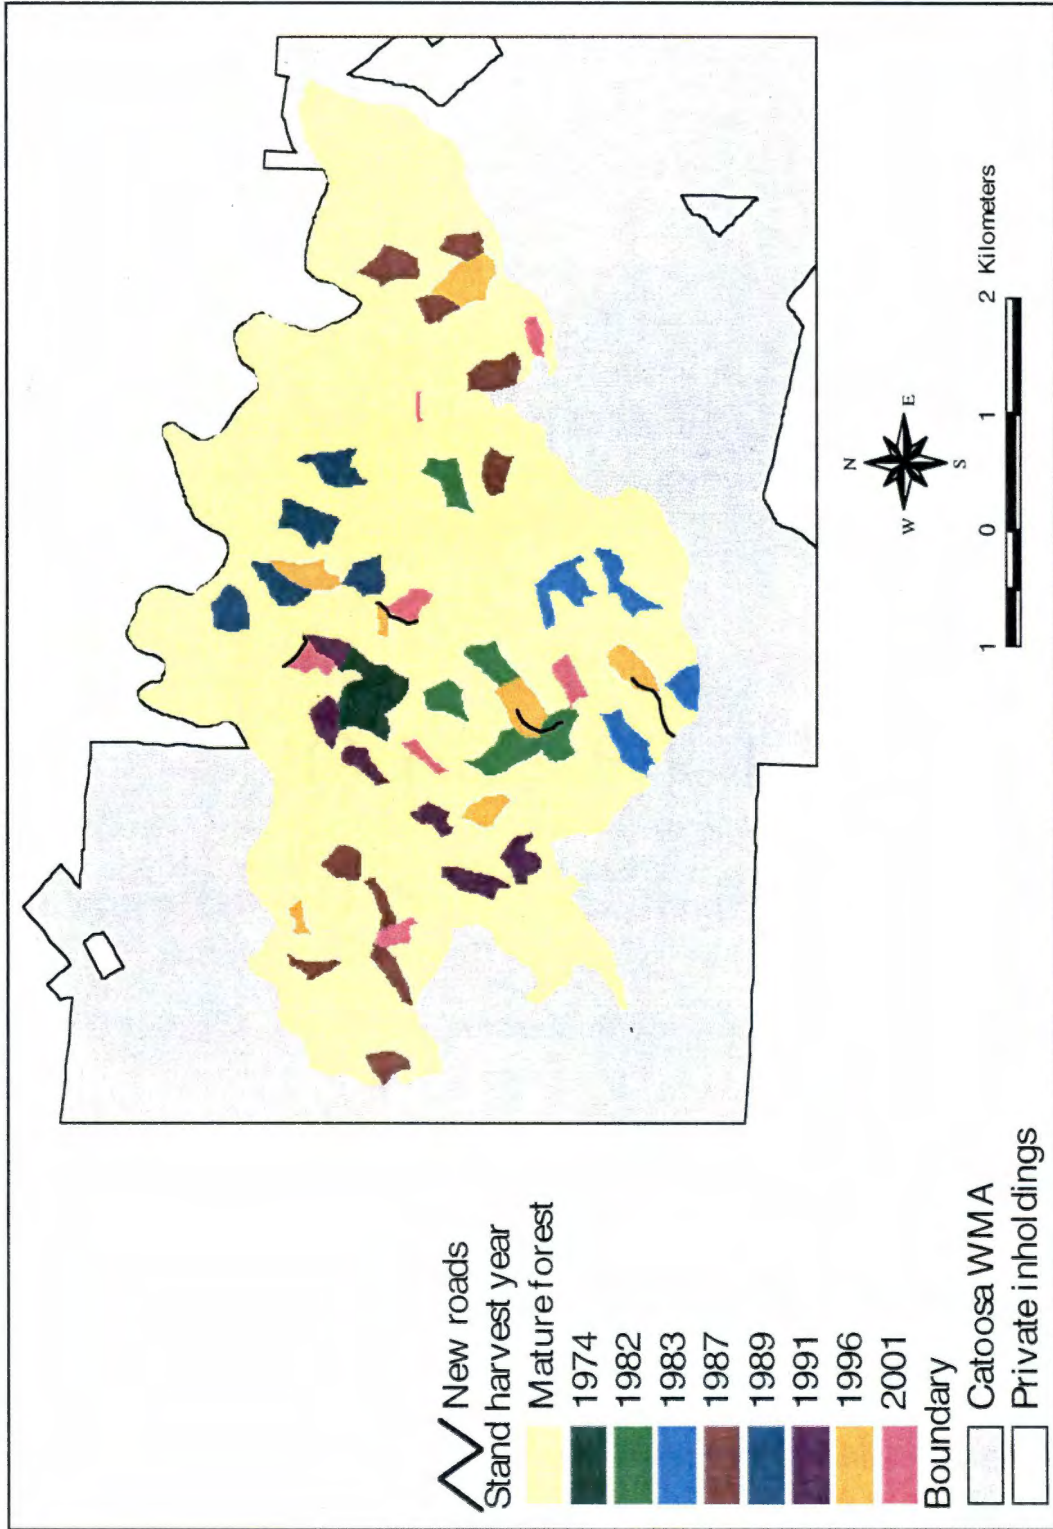 New roads
Stand harvest year
Mature forest
1974
1982
1983
1987
1989
1991
1996
2001
Boundary
Catoosa WMA
Private inholdings
N
W E
S
1 0 1 2 Kilometers